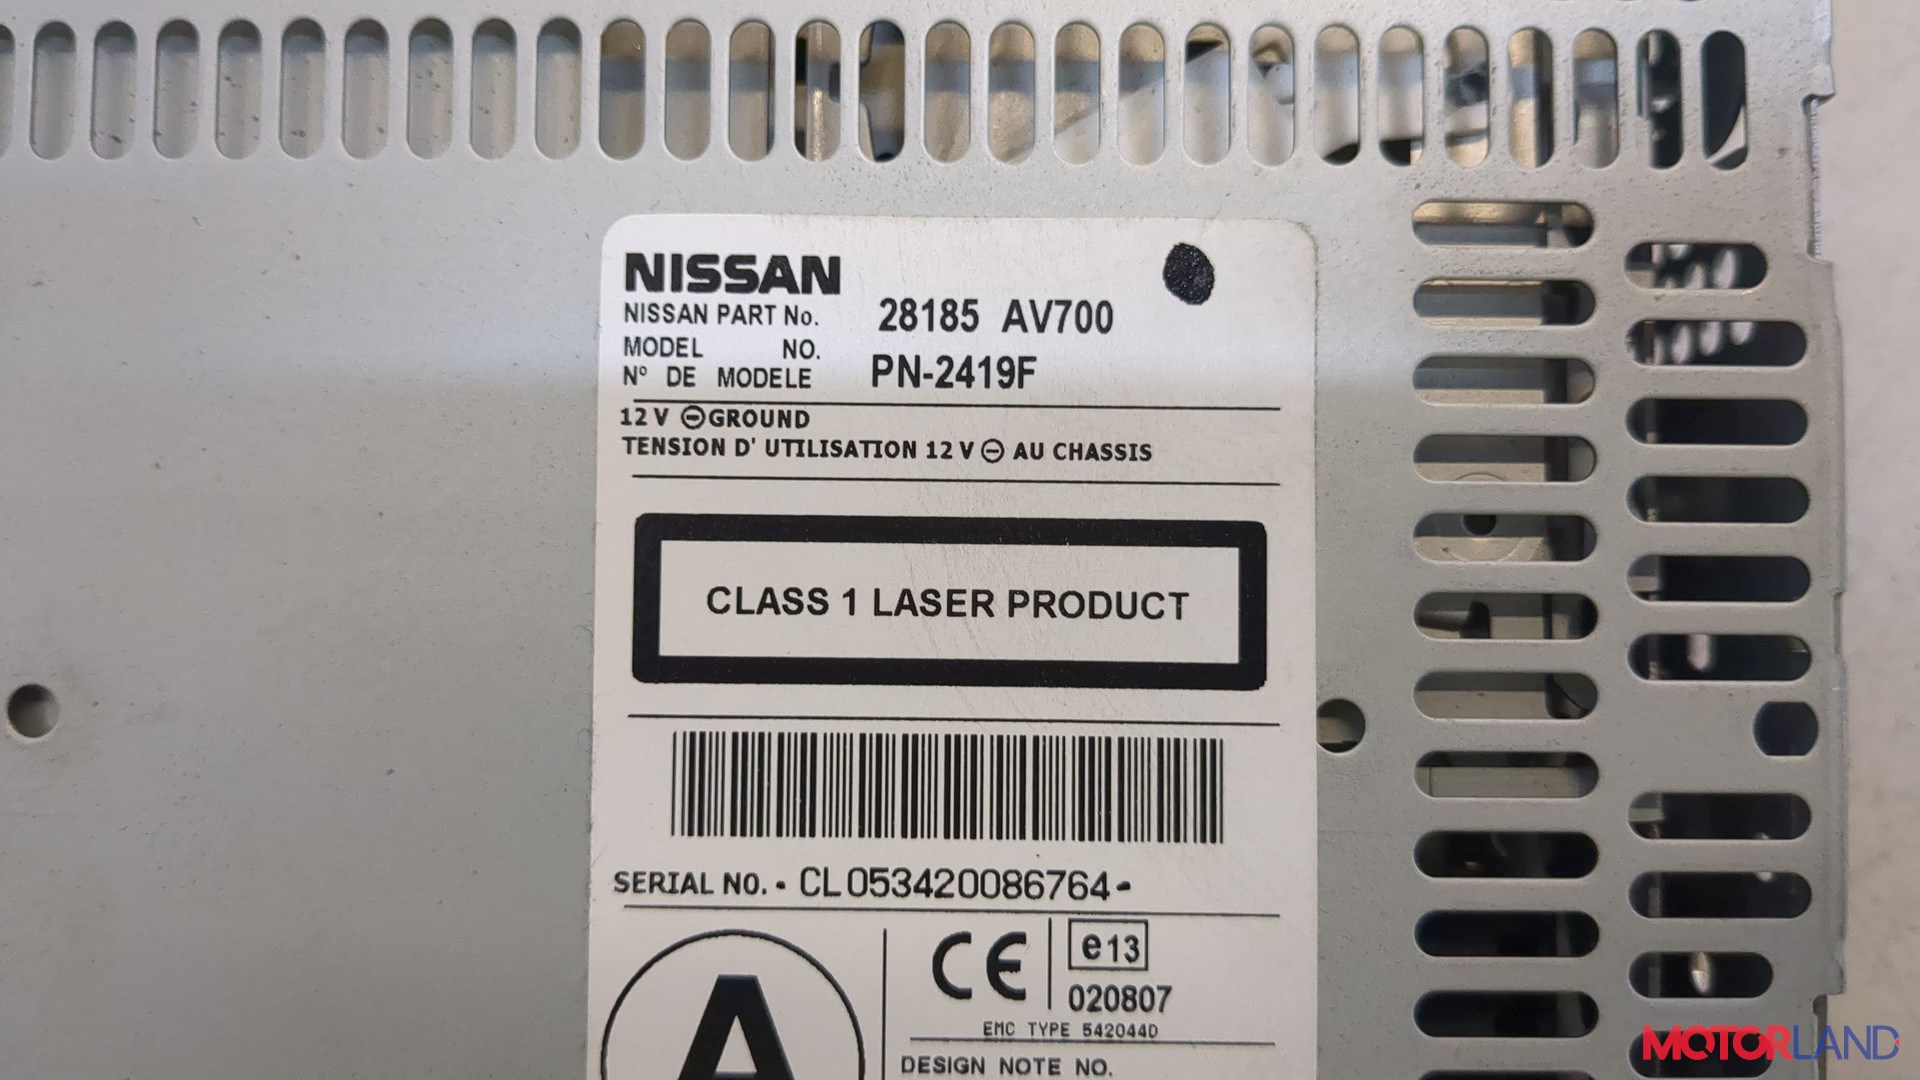 NISSAN
NISSAN PART No. 28185 AV700
MODEL NO.
N° DE MODELE PN-2419F
12 V ⊖ GROUND
TENSION D' UTILISATION 12 V ⊖ AU CHASSIS
CLASS 1 LASER PRODUCT
SERIAL NO. - CL053420086764-
A
CE
e13
020807
EMC TYPE 542044D
DESIGN NOTE NO.
MOTORLAND